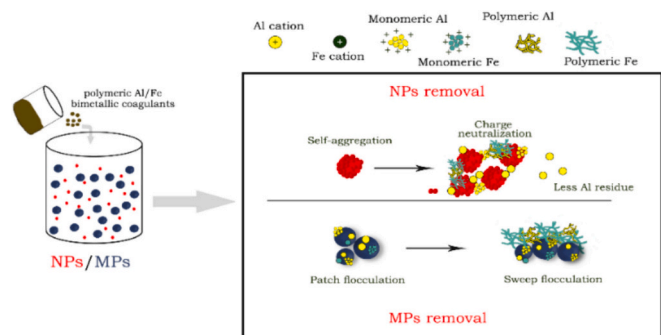 Al cation
Fe cation
Monomeric Al
Monomeric Fe
Polymeric Al
Polymeric Fe
polymeric Al/Fe
bimetallic coagulants
NPs/MPs
NPs removal
Self-aggregation
Charge
neutralization
Less Al residue
Patch flocculation
Sweep flocculation
MPs removal